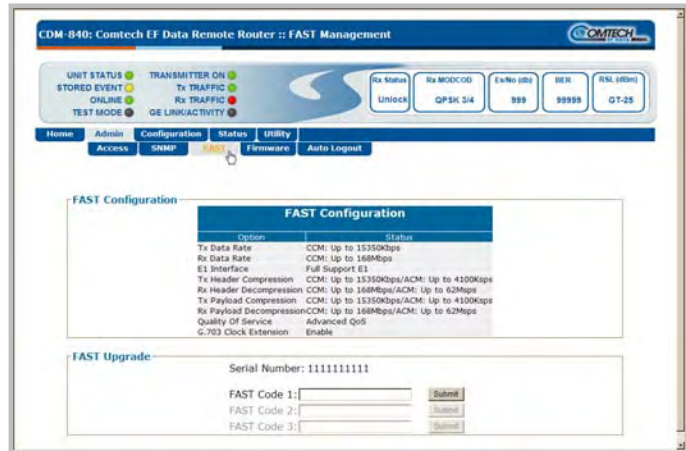 CDM-840: Comtech EF Data Remote Router :: FAST Management
COMTECH
EF DATA
UNIT STATUS
TRANSMITTER ON
STORED EVENT
Tx TRAFFIC
ONLINE
Rx TRAFFIC
TEST MODE
GE LINK/ACTIVITY
Rx Status
Rx MODCOD
Es/No (db)
BER
RSL (dBm)
Unlock
QPSK 3/4
999
99999
GT-25
Home Admin Configuration Status Utility
Access SNMP FAST Firmware Auto Logout
FAST Configuration
FAST Configuration
Option Status
Tx Data Rate CCM: Up to 15350Kbps
Rx Data Rate CCM: Up to 168Mbps
E1 Interface Full Support E1
Tx Header Compression CCM: Up to 15350Kbps/ACM: Up to 4100Ksps
Rx Header Decompression CCM: Up to 168Mbps/ACM: Up to 62Msps
Tx Payload Compression CCM: Up to 15350Kbps/ACM: Up to 4100Ksps
Rx Payload Decompression CCM: Up to 168Mbps/ACM: Up to 62Msps
Quality Of Service Advanced QoS
G.703 Clock Extension Enable
FAST Upgrade
Serial Number: 1111111111
FAST Code 1: Submit
FAST Code 2: Submit
FAST Code 3: Submit